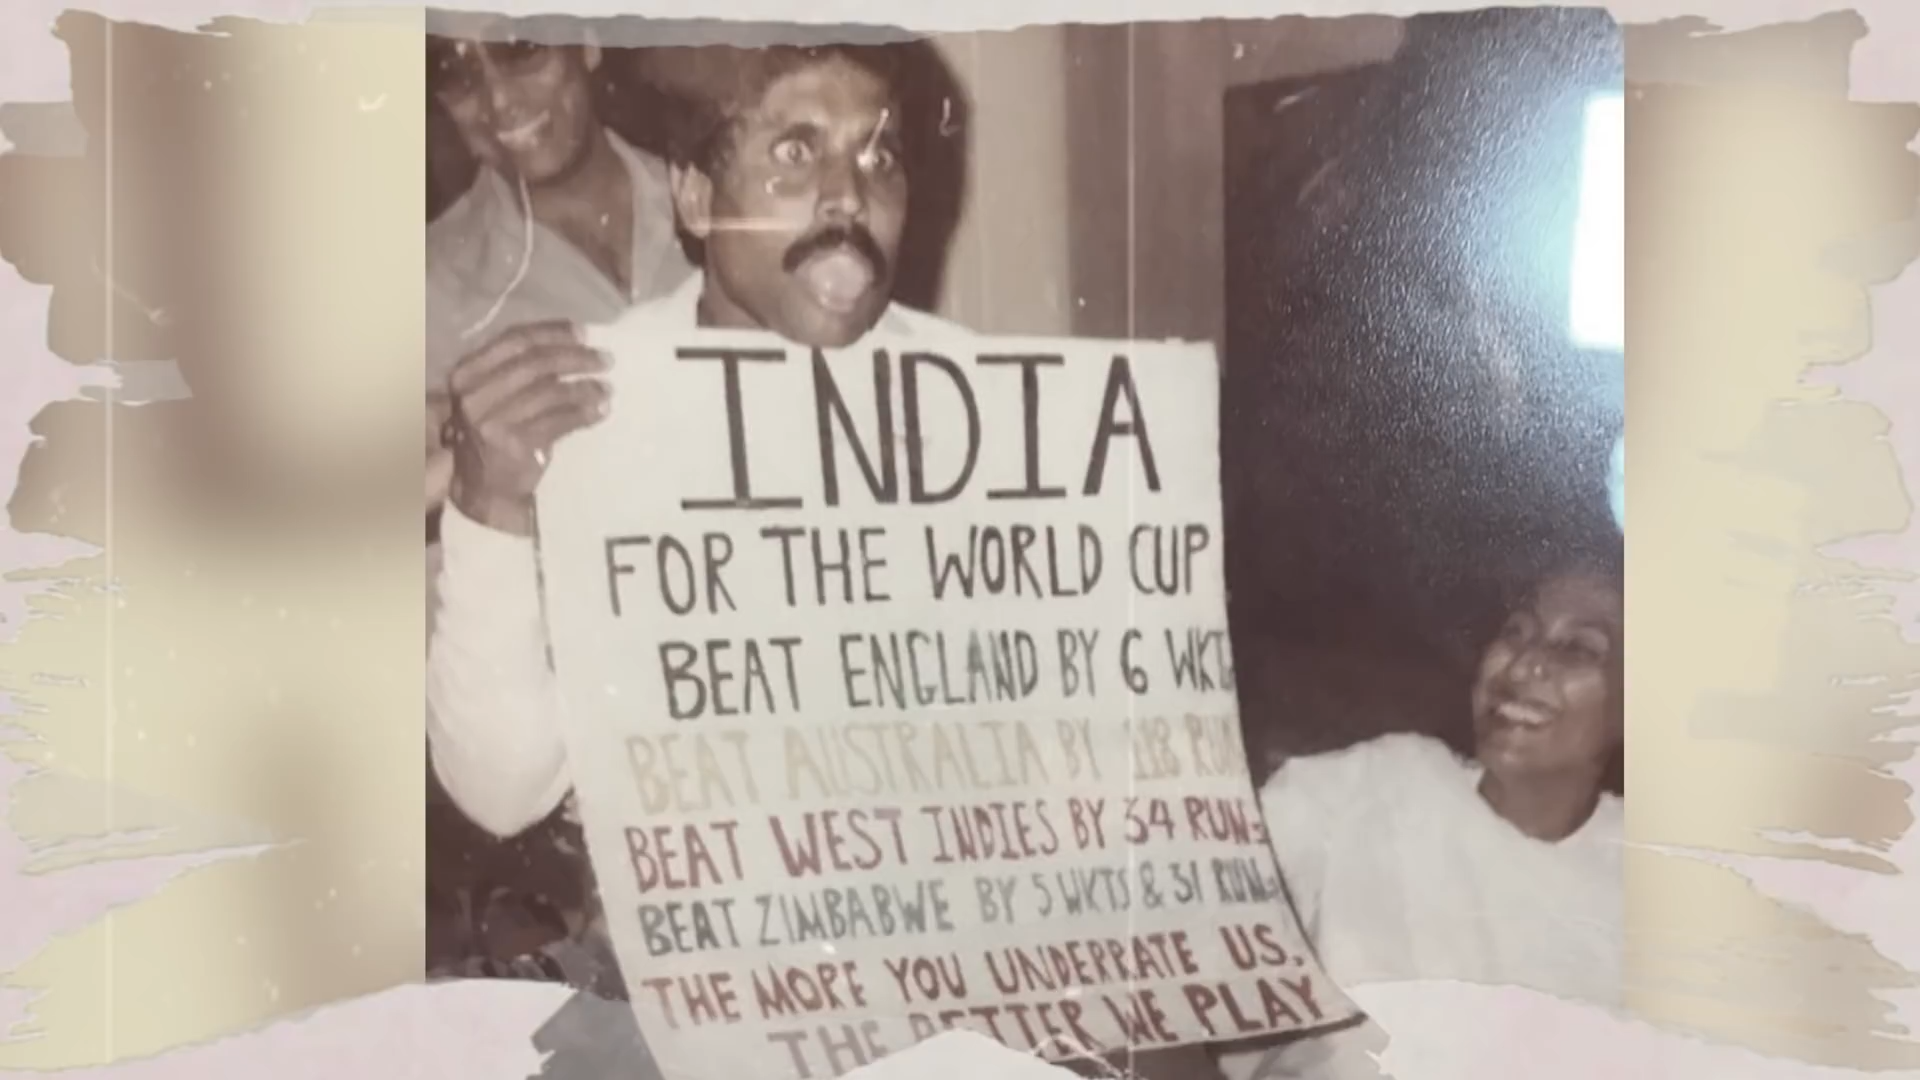 INDIA
FOR THE WORLD CUP
BEAT ENGLAND BY 6 WKTS
BEAT AUSTRALIA BY 118 RUN
BEAT WEST INDIES BY 34 RUNS
BEAT ZIMBABWE BY 5 WKTS & 31 RUNS
THE MORE YOU UNDERRATE US.
THE BETTER WE PLAY